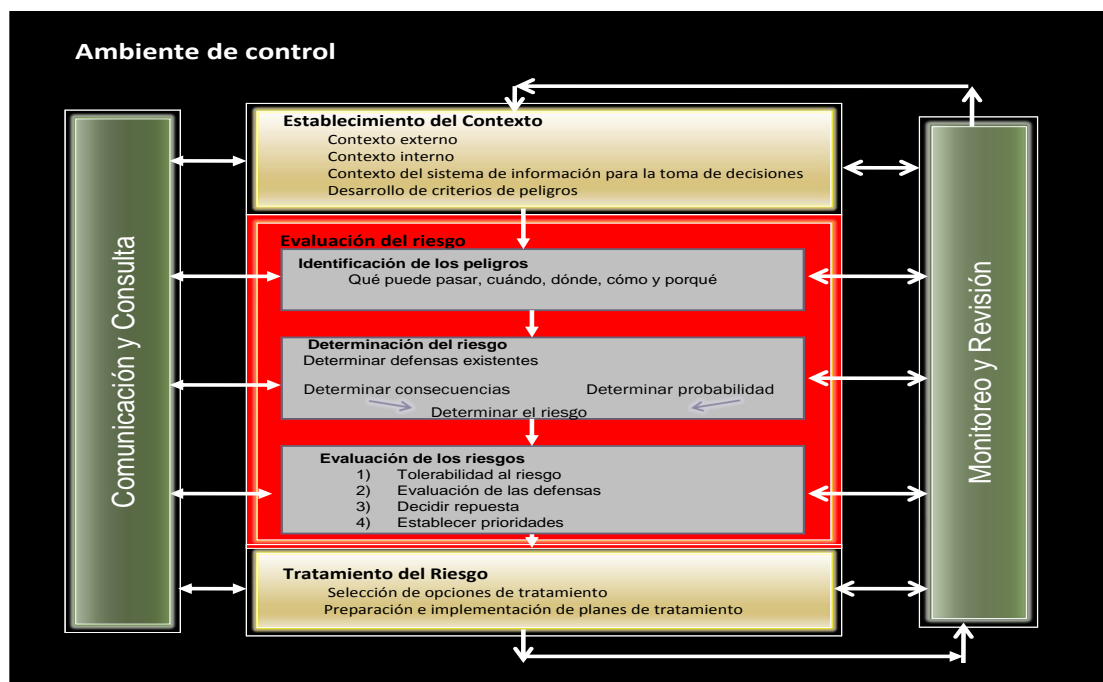 Ambiente de control
Establecimiento del Contexto
Contexto externo
Contexto interno
Contexto del sistema de información para la toma de decisiones
Desarrollo de criterios de peligros
Comunicación y Consulta
Evaluación del riesgo
Identificación de los peligros
Qué puede pasar, cuándo, dónde, cómo y porqué
Determinación del riesgo
Determinar defensas existentes
Determinar consecuencias Determinar probabilidad
Determinar el riesgo
Evaluación de los riesgos
1) Tolerabilidad al riesgo
2) Evaluación de las defensas
3) Decidir repuesta
4) Establecer prioridades
Tratamiento del Riesgo
Selección de opciones de tratamiento
Preparación e implementación de planes de tratamiento
Monitoreo y Revisión